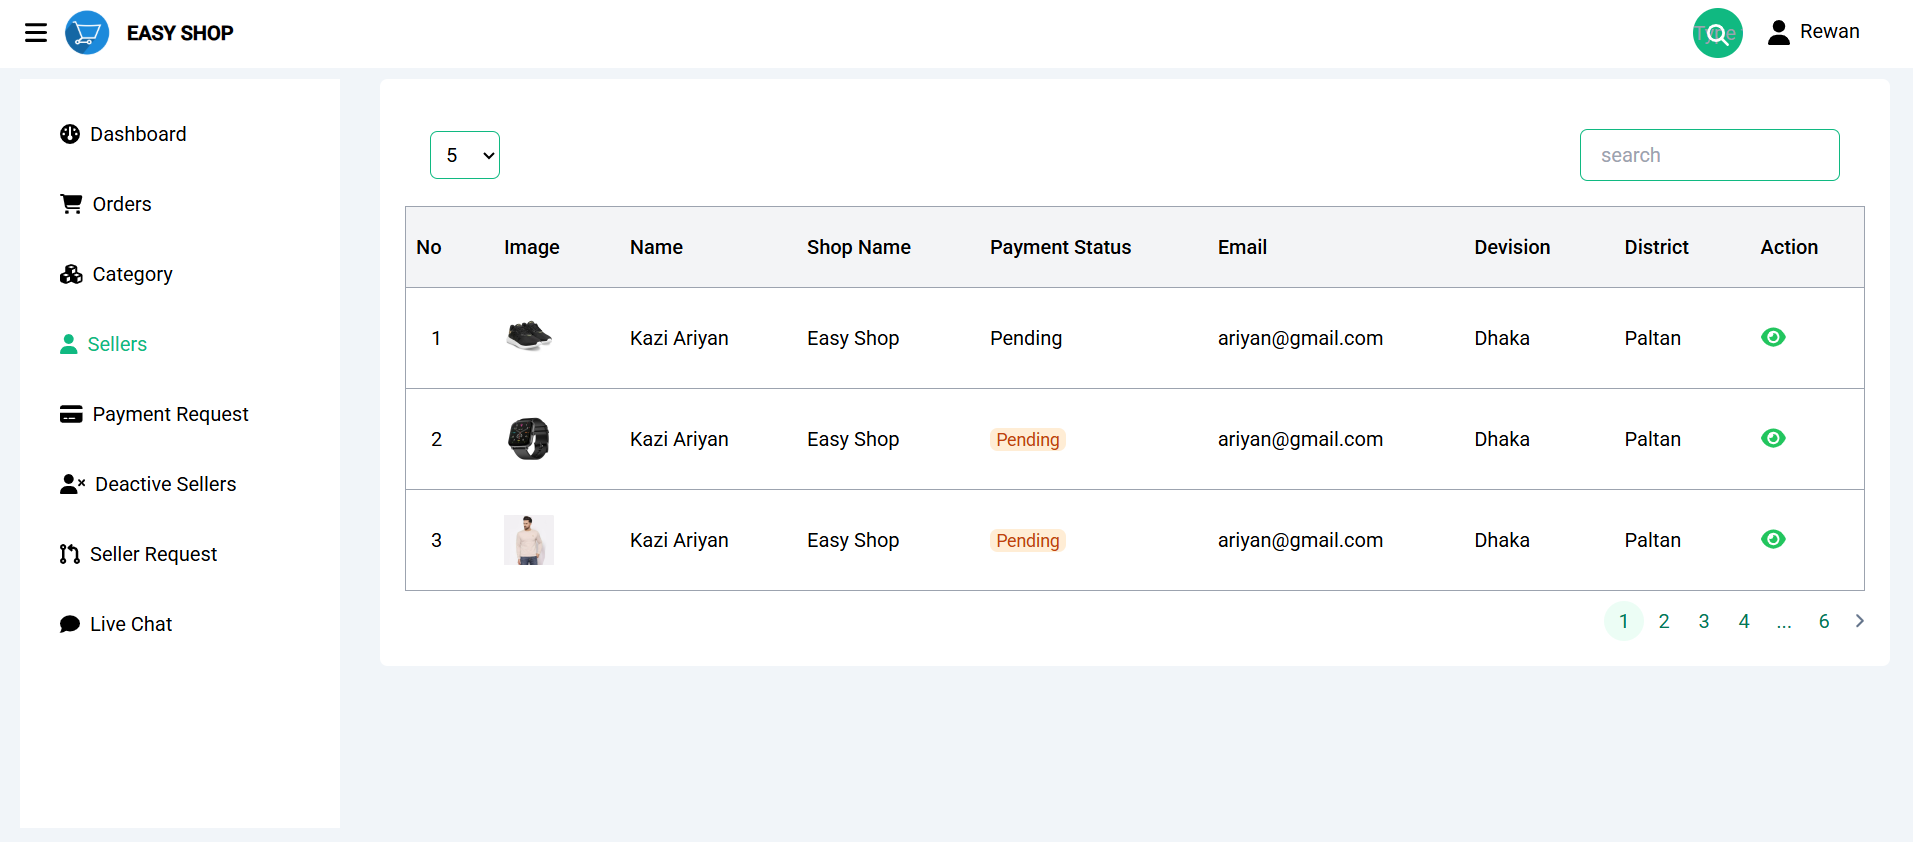 EASY SHOP
Type
Rewan
Dashboard
Orders
Category
Sellers
Payment Request
Deactive Sellers
Seller Request
Live Chat
5
search
No Image Name Shop Name Payment Status Email Devision District Action
1 Kazi Ariyan Easy Shop Pending ariyan@gmail.com Dhaka Paltan
2 Kazi Ariyan Easy Shop Pending ariyan@gmail.com Dhaka Paltan
3 Kazi Ariyan Easy Shop Pending ariyan@gmail.com Dhaka Paltan
1 2 3 4 ... 6